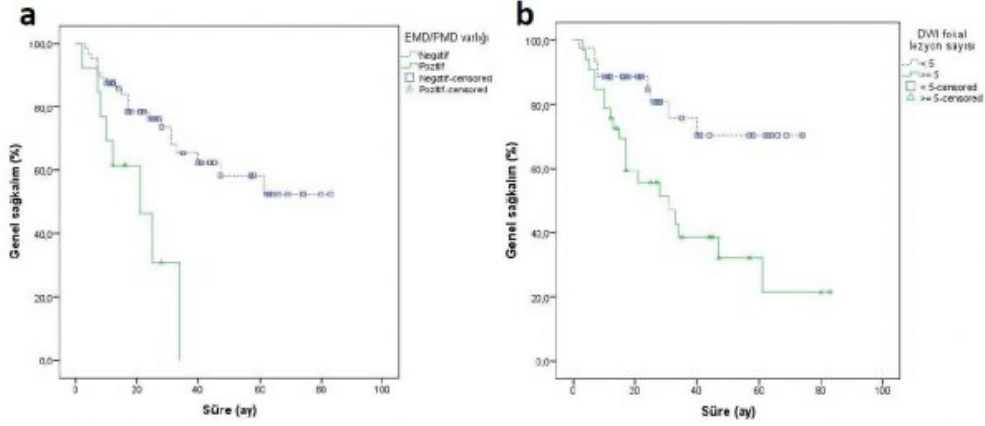 a
EMD/PMD varlığı
Negatif
Pozitif
Negatif-censored
Pozitif-censored
Genel sağkalım (%)
100,0
80,0
60,0
40,0
20,0
0,0
0 20 40 60 80 100
Süre (ay)
b
DWI fokal
lezyon sayısı
< 5
>= 5
< 5-censored
>= 5-censored
Genel sağkalım (%)
100,0
80,0
60,0
40,0
20,0
0,0
0 20 40 60 80 100
Süre (ay)